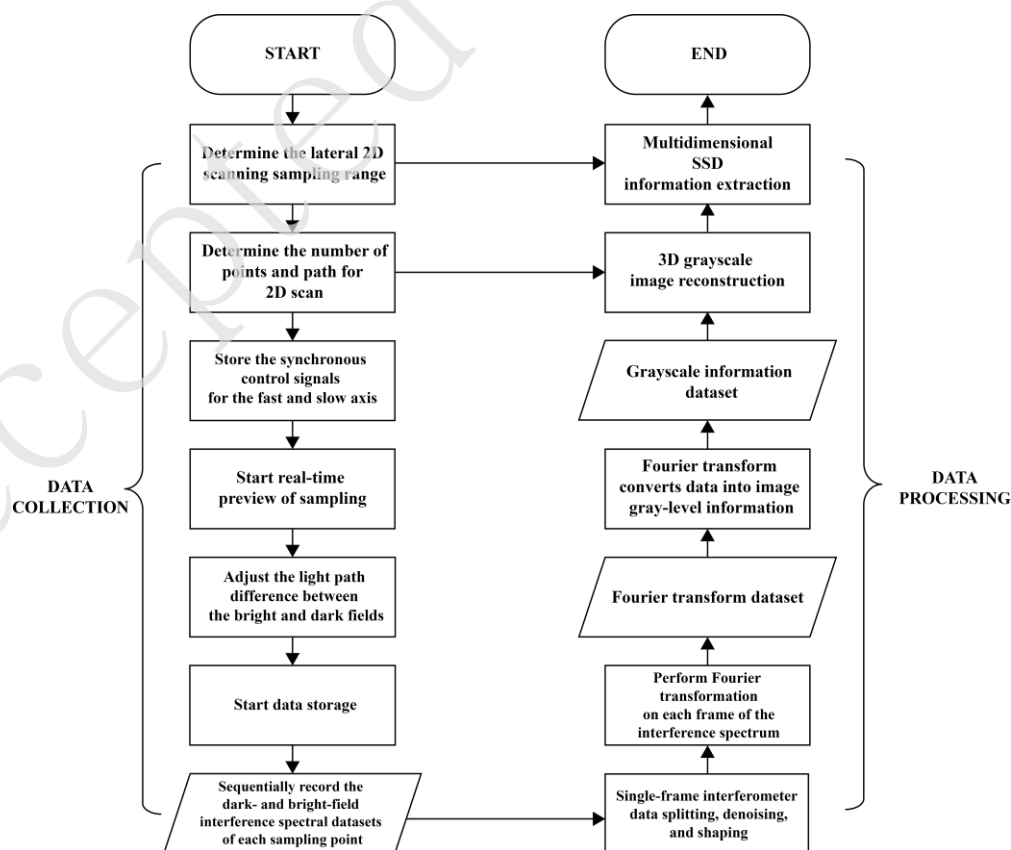 START
Determine the lateral 2D
scanning sampling range
Determine the number of
points and path for
2D scan
Store the synchronous
control signals
for the fast and slow axis
Start real-time
preview of sampling
Adjust the light path
difference between
the bright and dark fields
Start data storage
Sequentially record the
dark- and bright-field
interference spectral datasets
of each sampling point
DATA
COLLECTION
END
Multidimensional
SSD
information extraction
3D grayscale
image reconstruction
Grayscale information
dataset
Fourier transform
converts data into image
gray-level information
Fourier transform dataset
Perform Fourier
transformation
on each frame of the
interference spectrum
Single-frame interferometer
data splitting, denoising,
and shaping
DATA
PROCESSING
ccepted